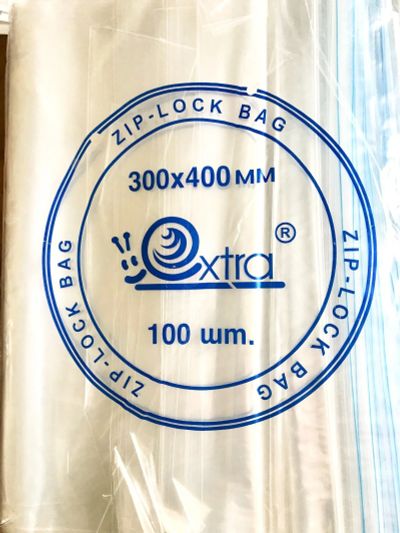 ZIP-LOCK BAG
300x400 мм
extra ®
100 шт.
ZIP-LOCK BAG
ZIP-LOCK BAG